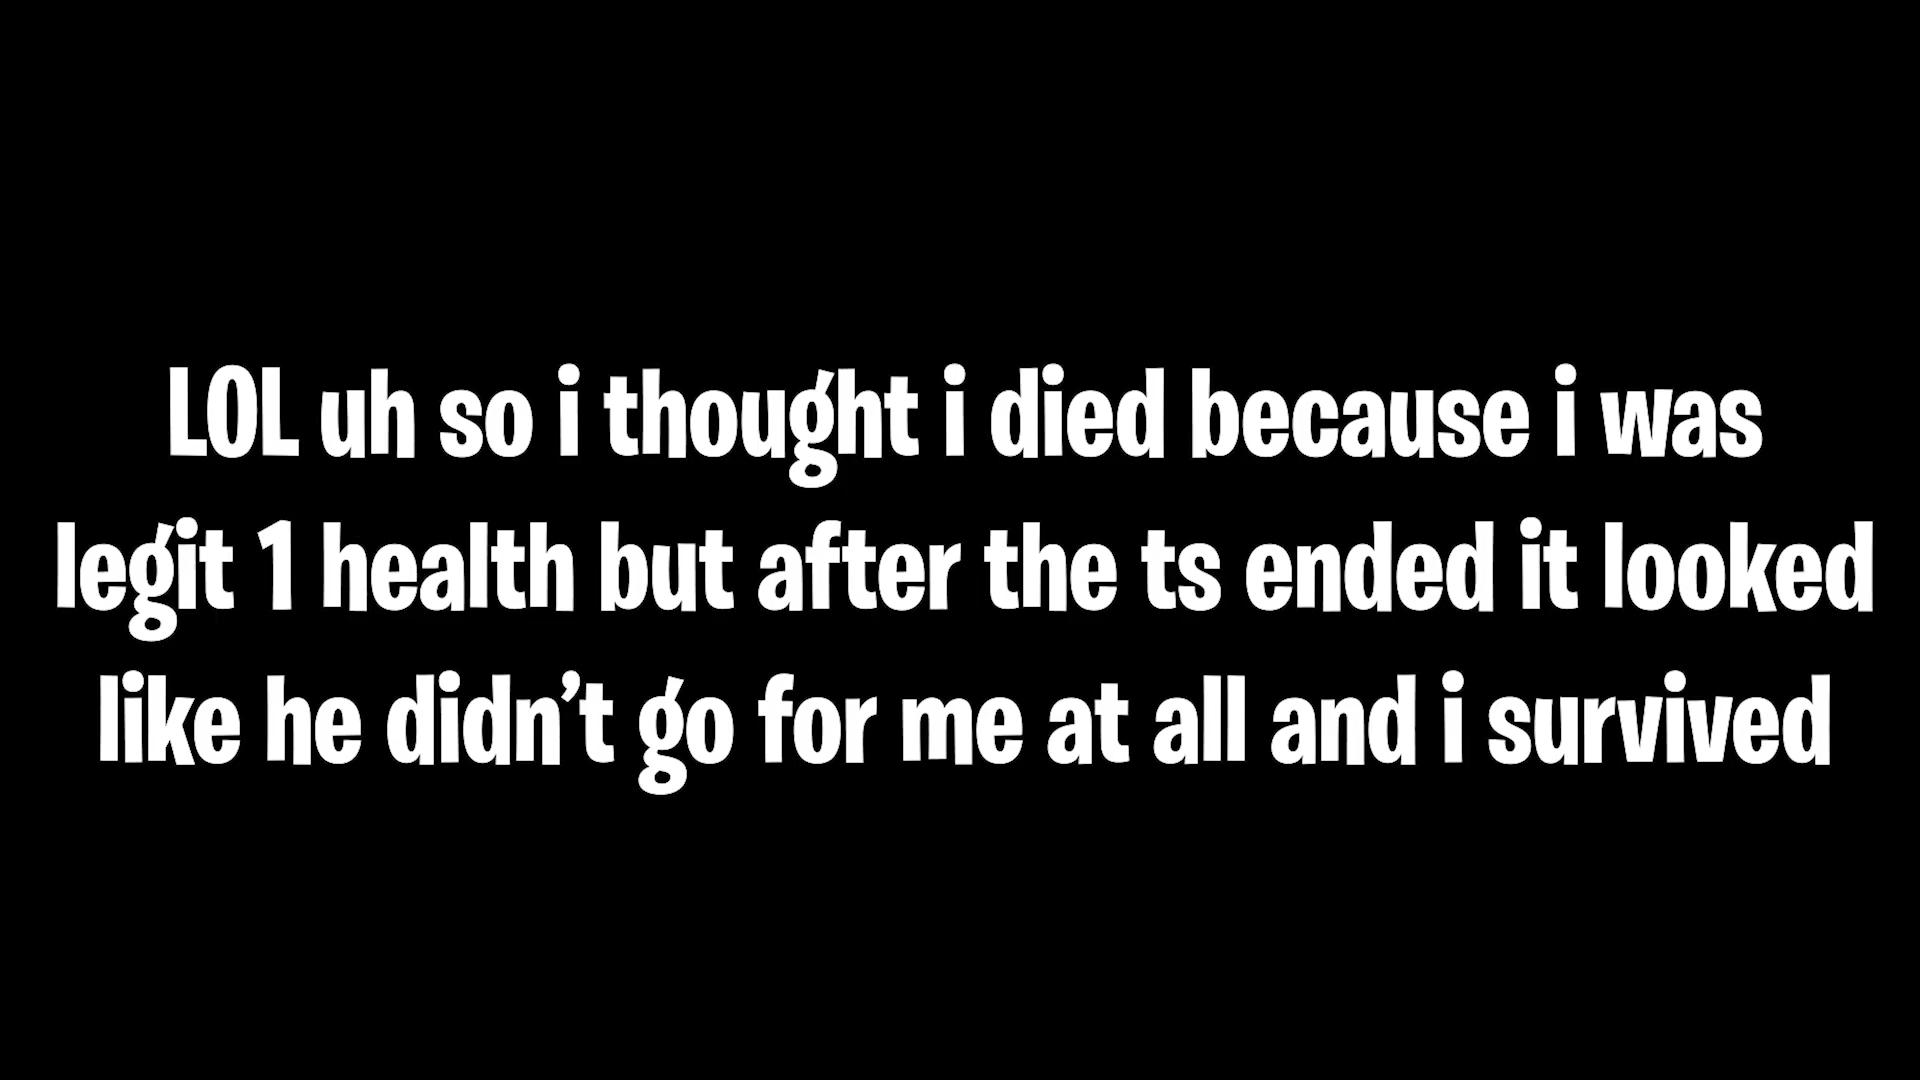 LOL uh so i thought i died because i was
legit 1 health but after the ts ended it looked
like he didn’t go for me at all and i survived